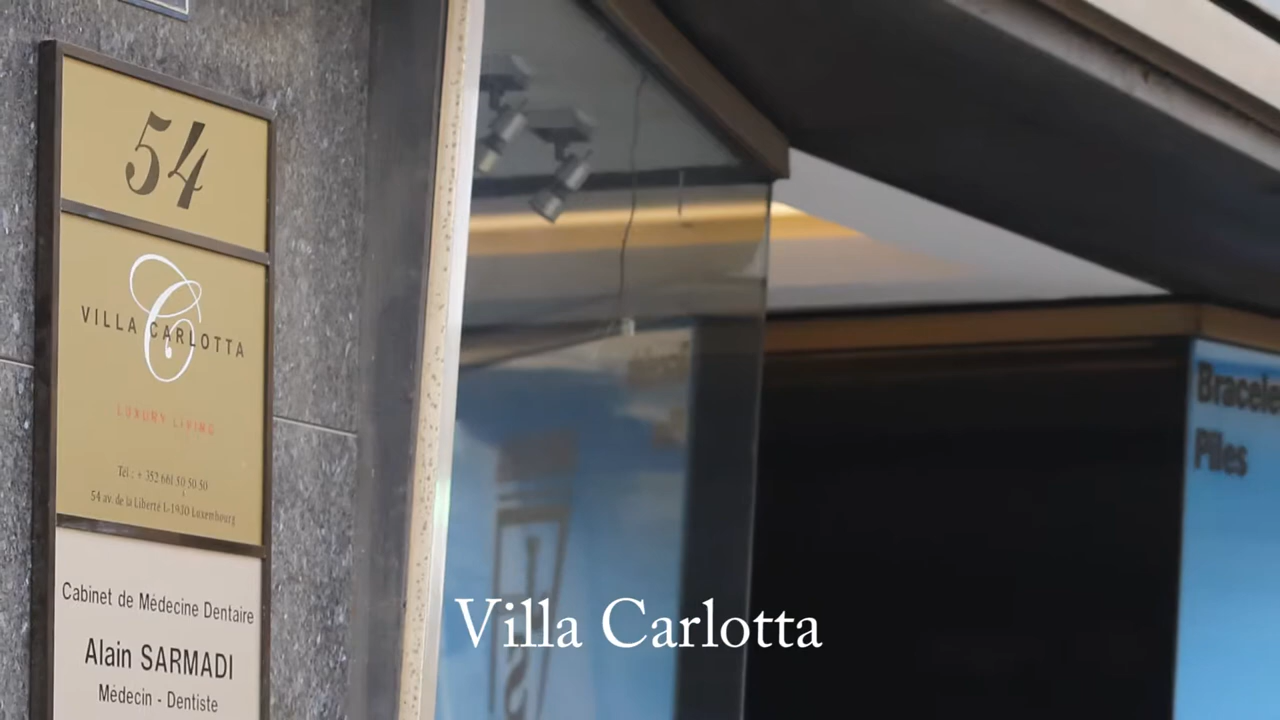 54
VILLA CARLOTTA
LUXURY LIVING
Tél : + 352 661 50 50 50
54 av. de la Liberté L-1930 Luxembourg
Cabinet de Médecine Dentaire
Alain SARMADI
Médecin - Dentiste
Piles
Villa Carlotta